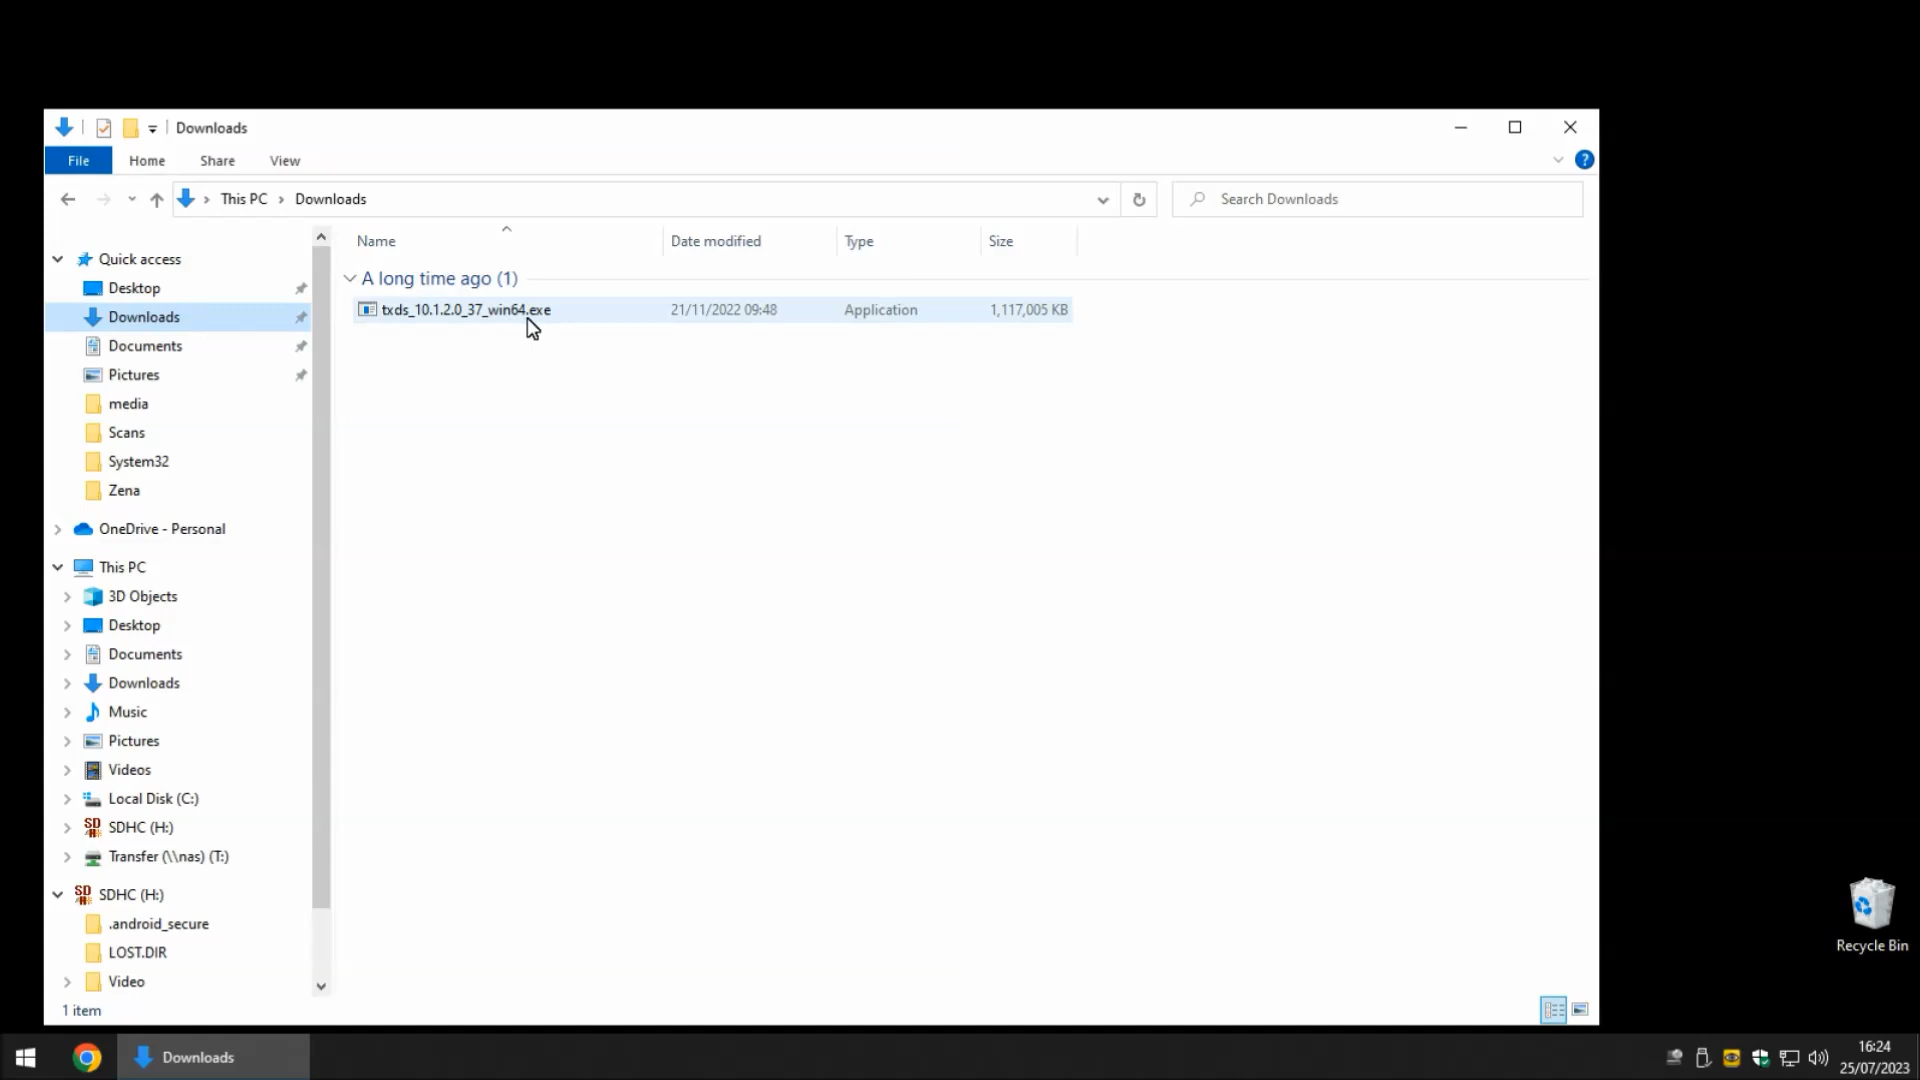 Downloads
File Home Share View
This PC Downloads Search Downloads
Name Date modified Type Size
A long time ago (1)
txds_10.1.2.0_37_win64.exe 21/11/2022 09:48 Application 1,117,005 KB
Quick access
Desktop
Downloads
Documents
Pictures
media
Scans
System32
Zena
OneDrive - Personal
This PC
3D Objects
Desktop
Documents
Downloads
Music
Pictures
Videos
Local Disk (C:)
SDHC (H:)
Transfer (\\nas) (T:)
SDHC (H:)
.android_secure
LOST.DIR
Video
1 item
Recycle Bin
Downloads
16:24
25/07/2023